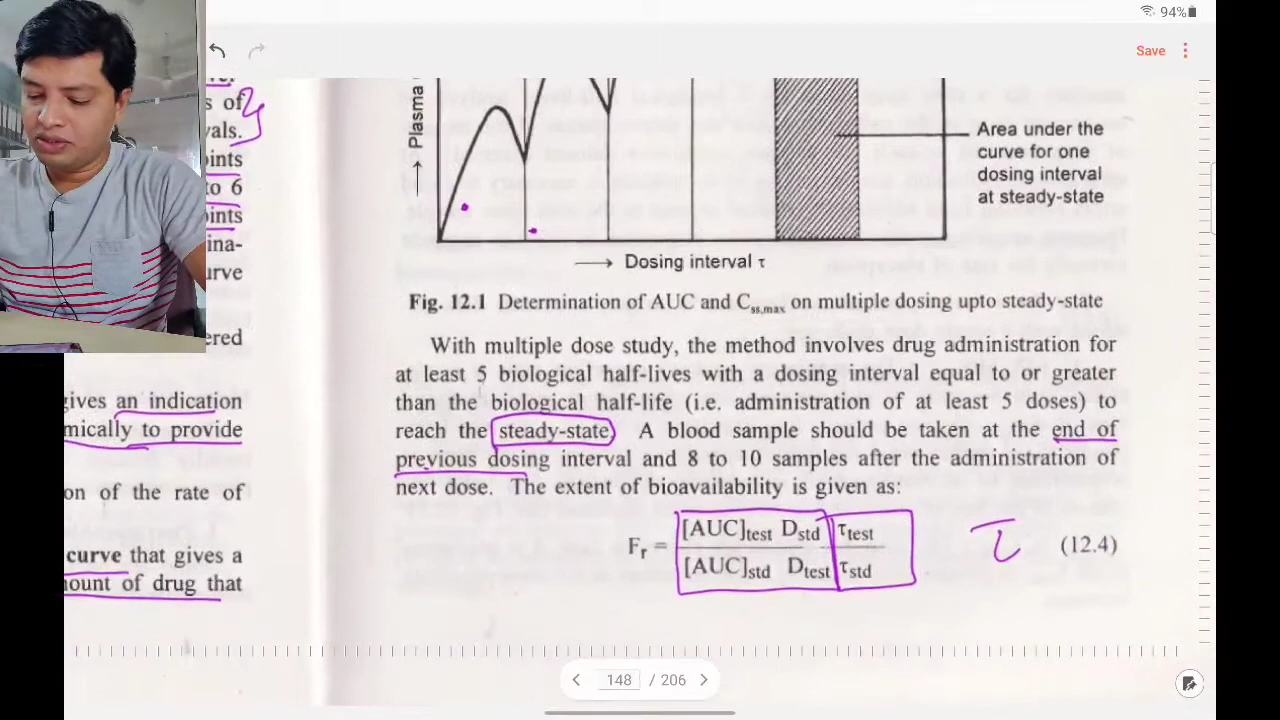 94%
Save
s of
vals.
points
to 6
points
ina-
urve
ered
gives an indication
mically to provide
on of the rate of
curve that gives a
mount of drug that
Plasma
Area under the
curve for one
dosing interval
at steady-state
Dosing interval τ
Fig. 12.1 Determination of AUC and Css,max on multiple dosing upto steady-state
With multiple dose study, the method involves drug administration for
at least 5 biological half-lives with a dosing interval equal to or greater
than the biological half-life (i.e. administration of at least 5 doses) to
reach the steady-state A blood sample should be taken at the end of
previous dosing interval and 8 to 10 samples after the administration of
next dose. The extent of bioavailability is given as:
Fr = [AUC]test Dstd τtest
[AUC]std Dtest τstd
τ (12.4)
148 / 206